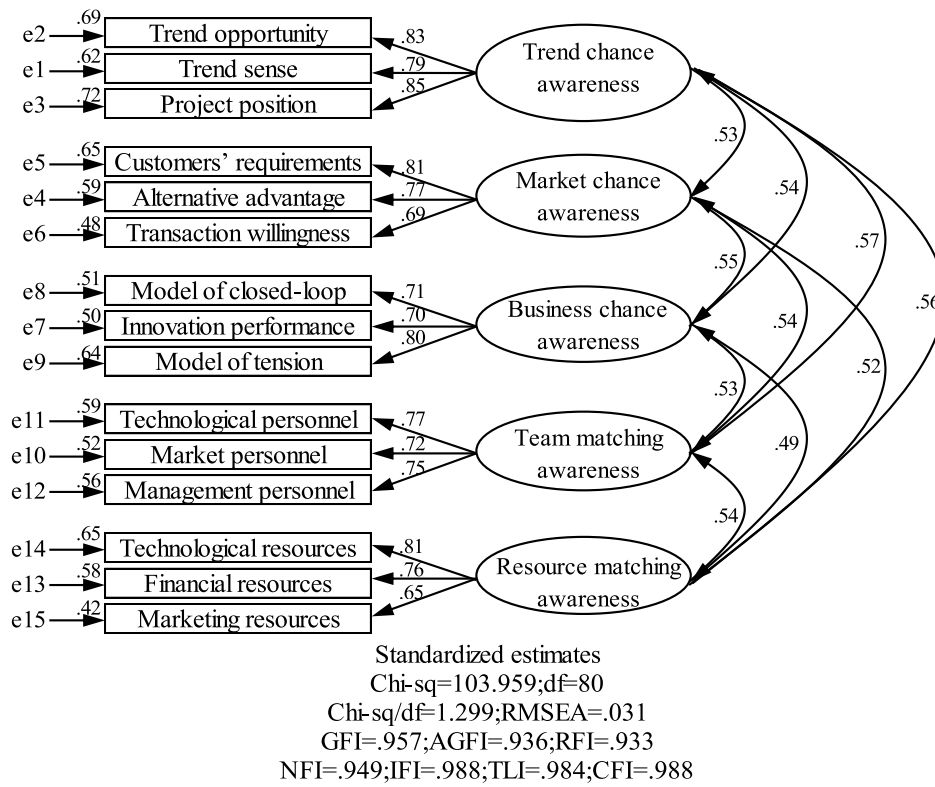 .69
e2 Trend opportunity .83
.62
e1 Trend sense .79
.72
e3 Project position .85
Trend chance
awareness
.65
e5 Customers’ requirements .81
.59
e4 Alternative advantage .77
.48
e6 Transaction willingness .69
Market chance
awareness
.51
e8 Model of closed-loop .71
.50
e7 Innovation performance .70
.64
e9 Model of tension .80
Business chance
awareness
.59
e11 Technological personnel .77
.52
e10 Market personnel .72
.56
e12 Management personnel .75
Team matching
awareness
.65
e14 Technological resources .81
.58
e13 Financial resources .76
.42
e15 Marketing resources .65
Resource matching
awareness
.53
.54
.57
.55
.56
.54
.52
.53
.49
.54
Standardized estimates
Chi-sq=103.959;df=80
Chi-sq/df=1.299;RMSEA=.031
GFI=.957;AGFI=.936;RFI=.933
NFI=.949;IFI=.988;TLI=.984;CFI=.988